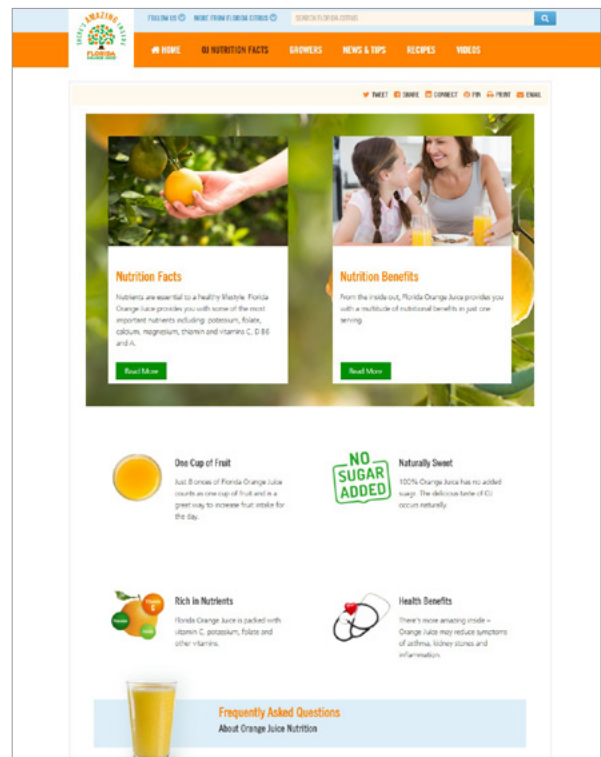 THERE'S AMAZING INSIDE
FLORIDA
FOLLOW US
MORE FROM FLORIDA CITRUS
SEARCH FLORIDA CITRUS
HOME
OJ NUTRITION FACTS
GROWERS
NEWS & TIPS
RECIPES
VIDEOS
TWEET
SHARE
CONNECT
PIN
PRINT
EMAIL
Nutrition Facts
Nutrients are essential to a healthy lifestyle. Florida
Orange Juice provides you with some of the most
important nutrients including: potassium, folate,
calcium, magnesium, thiamin and vitamins C, D B6
and A.
Read More
Nutrition Benefits
From the inside out, Florida Orange Juice provides you
with a multitude of nutritional benefits in just one
serving.
Read More
One Cup of Fruit
Just 8 onces of Florida Orange Juice
counts as one cup of fruit and is a
great way to increase fruit intake for
the day.
NO
SUGAR
ADDED
Naturally Sweet
100% Orange Juice has no added
The delicious taste of OJ
occurs naturally.
C
Rich in Nutrients
Florida Orange Juice is packed with
vitamin C, potassium, folate and
other vitamins.
Health Benefits
There's more amazing inside –
Orange Juice may reduce symptoms
of asthma, kidney stones and
inflammation.
Frequently Asked Questions
About Orange Juice Nutrition